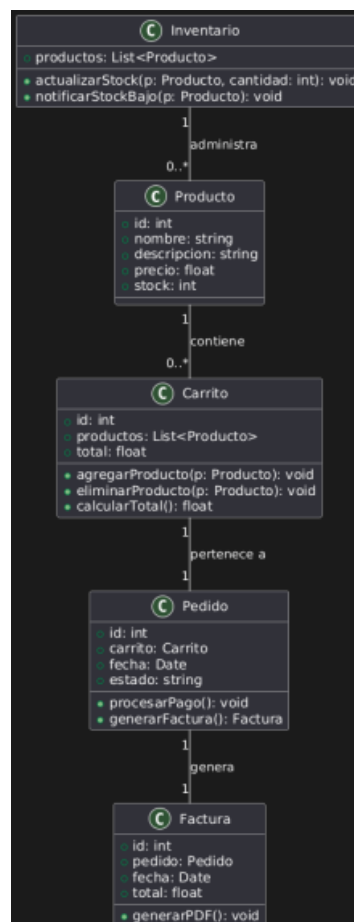 C Inventario
productos: List<Producto>
actualizarStock(p: Producto, cantidad: int): void
notificarStockBajo(p: Producto): void
1
administra
0..*
C Producto
id: int
nombre: string
descripcion: string
precio: float
stock: int
1
contiene
0..*
C Carrito
id: int
productos: List<Producto>
total: float
agregarProducto(p: Producto): void
eliminarProducto(p: Producto): void
calcularTotal(): float
1
pertenece a
1
C Pedido
id: int
carrito: Carrito
fecha: Date
estado: string
procesarPago(): void
generarFactura(): Factura
1
genera
1
C Factura
id: int
pedido: Pedido
fecha: Date
total: float
generarPDF(): void